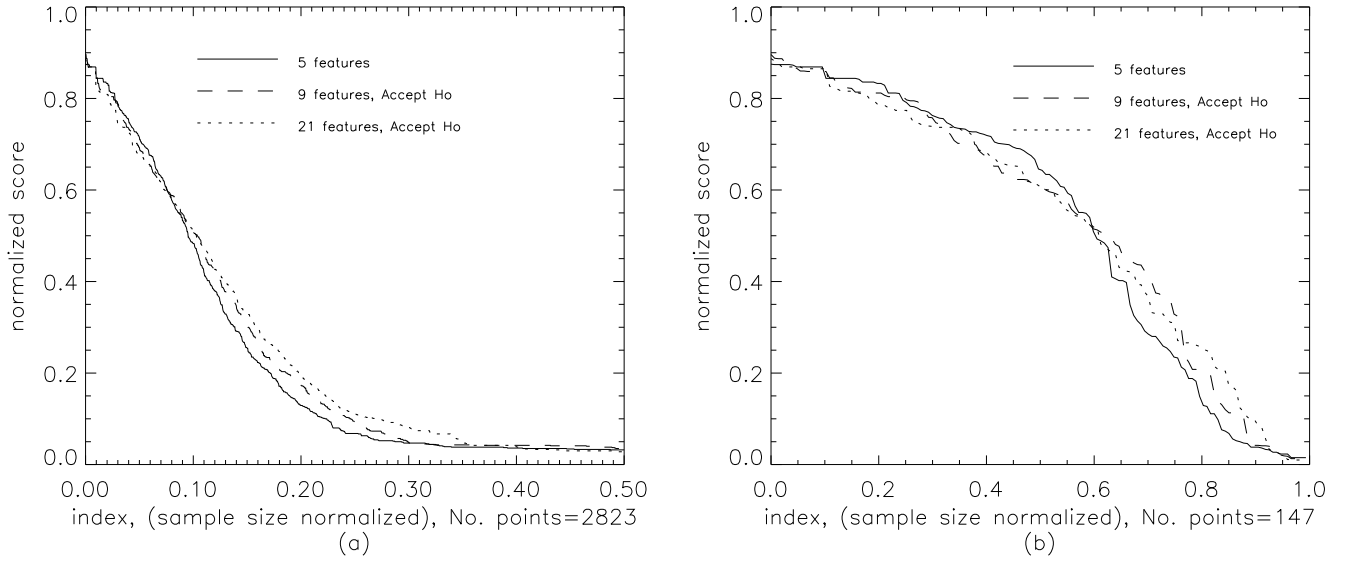 1.0
0.8
0.6
0.4
0.2
0.0
normalized score
5 features
9 features, Accept Ho
21 features, Accept Ho
0.00 0.10 0.20 0.30 0.40 0.50
index, (sample size normalized), No. points=2823
(a)
1.0
0.8
0.6
0.4
0.2
0.0
normalized score
5 features
9 features, Accept Ho
21 features, Accept Ho
0.0 0.2 0.4 0.6 0.8 1.0
index, (sample size normalized), No. points=147
(b)